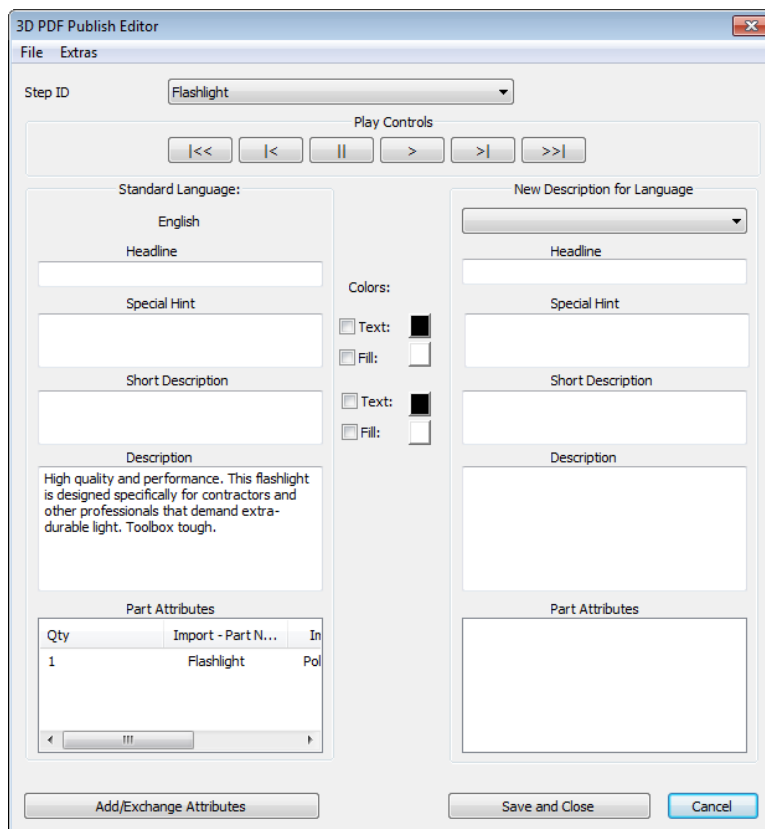 3D PDF Publish Editor
File Extras
Step ID
Flashlight
Play Controls
|<< |< || > >| >>|
Standard Language:
New Description for Language
English
Headline
Headline
Colors:
Special Hint
Special Hint
Text:
Fill:
Short Description
Short Description
Text:
Fill:
Description
Description
High quality and performance. This flashlight
is designed specifically for contractors and
other professionals that demand extra-
durable light. Toolbox tough.
Part Attributes
Part Attributes
Qty Import - Part N... In
1 Flashlight Pol
Add/Exchange Attributes
Save and Close
Cancel